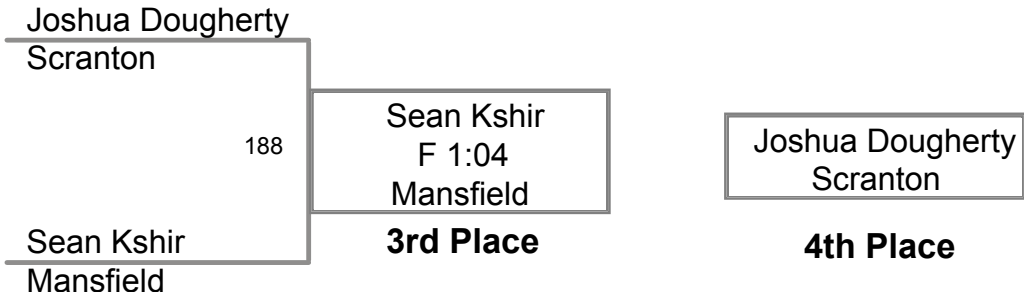 Joshua Dougherty
Scranton
188
Sean Kshir
Mansfield
Sean Kshir
F 1:04
Mansfield
3rd Place
Joshua Dougherty
Scranton
4th Place